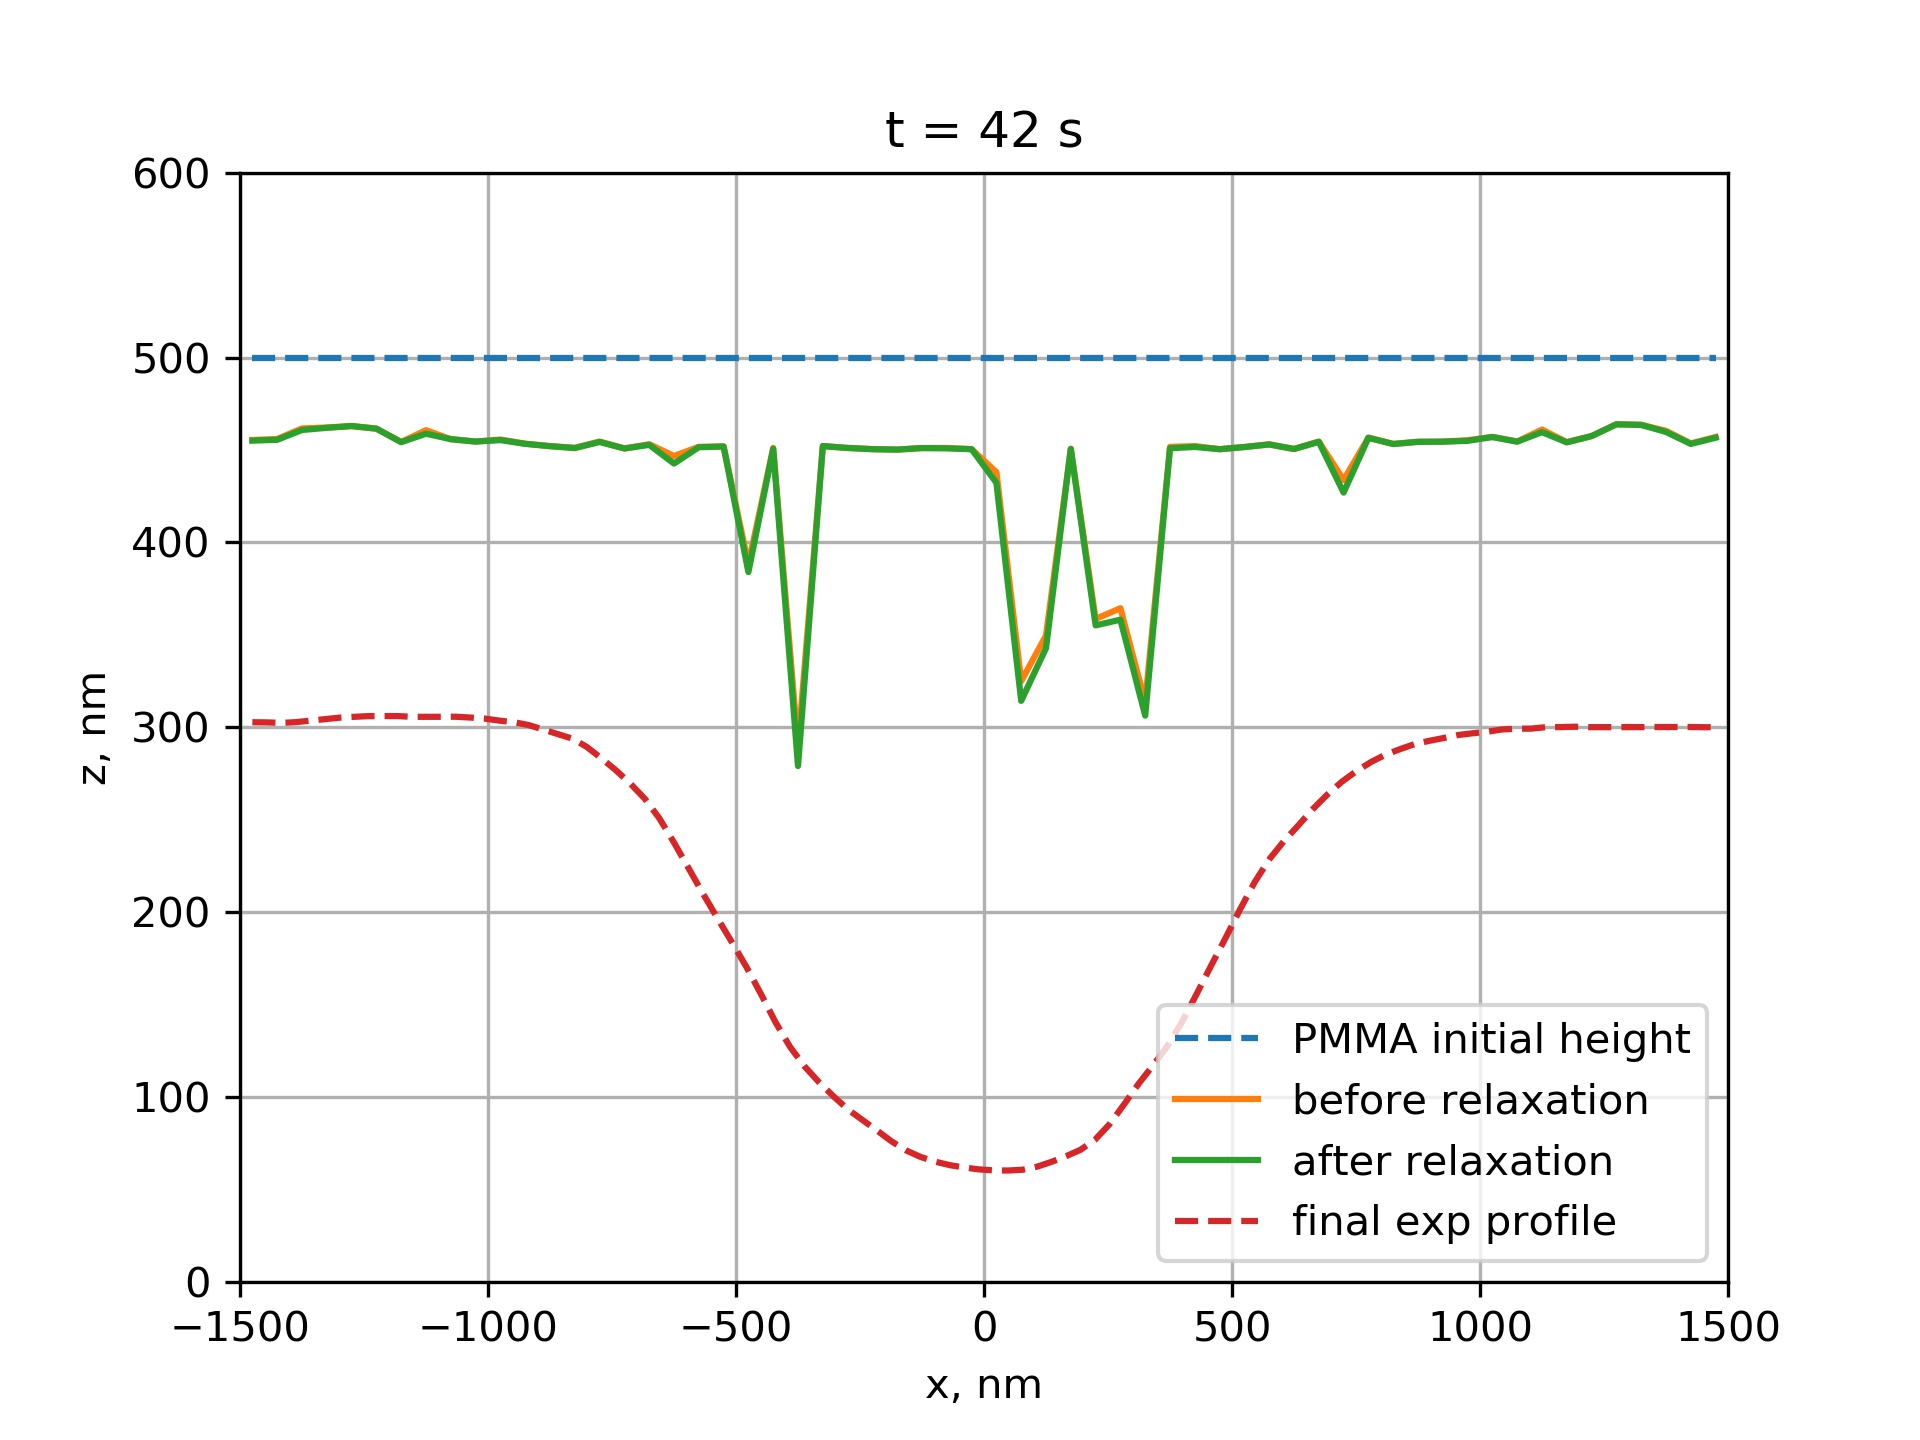 t = 42 s
600
500
400
300
200
100
0
z, nm
−1500 −1000 −500 0 500 1000 1500
x, nm
PMMA initial height
before relaxation
after relaxation
final exp profile